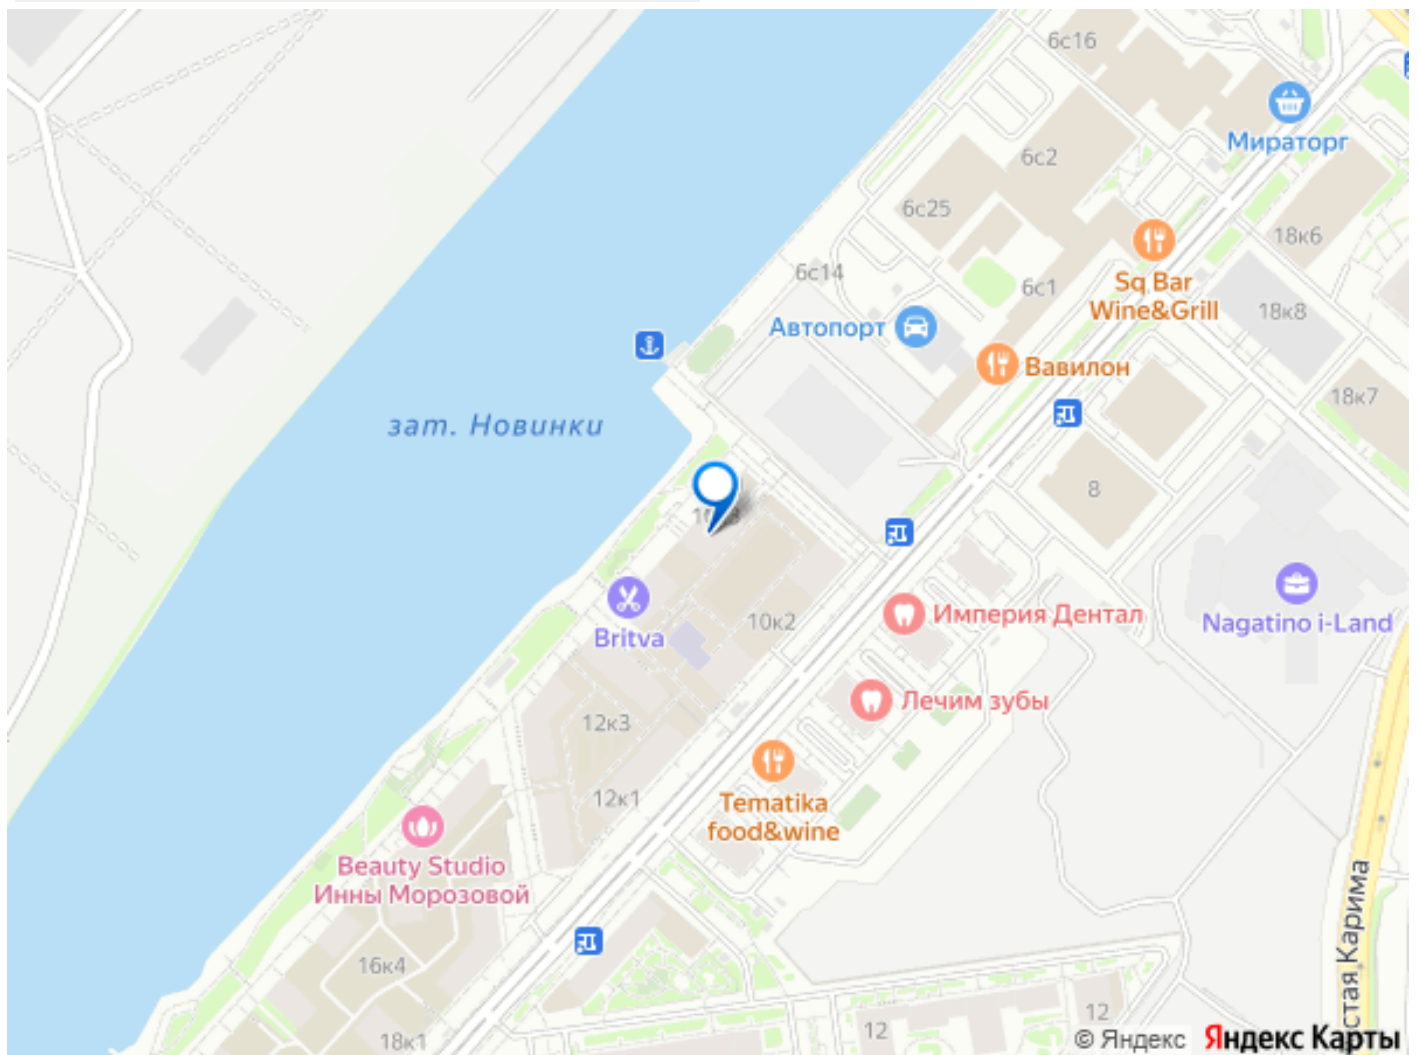 6с16
Мираторг
6с2
6с25
18к6
6с14
6с1
Sq Bar
Wine&Grill
18к8
Автопорт
Вавилон
18к7
зат. Новинки
8
10к2
Империя Дентал
Nagatino i-Land
Britva
Лечим зубы
12к3
12к1
Tematika
food&wine
Beauty Studio
Инны Морозовой
16к4
18к1
12
12
стая Карима
© Яндекс Яндекс Карты